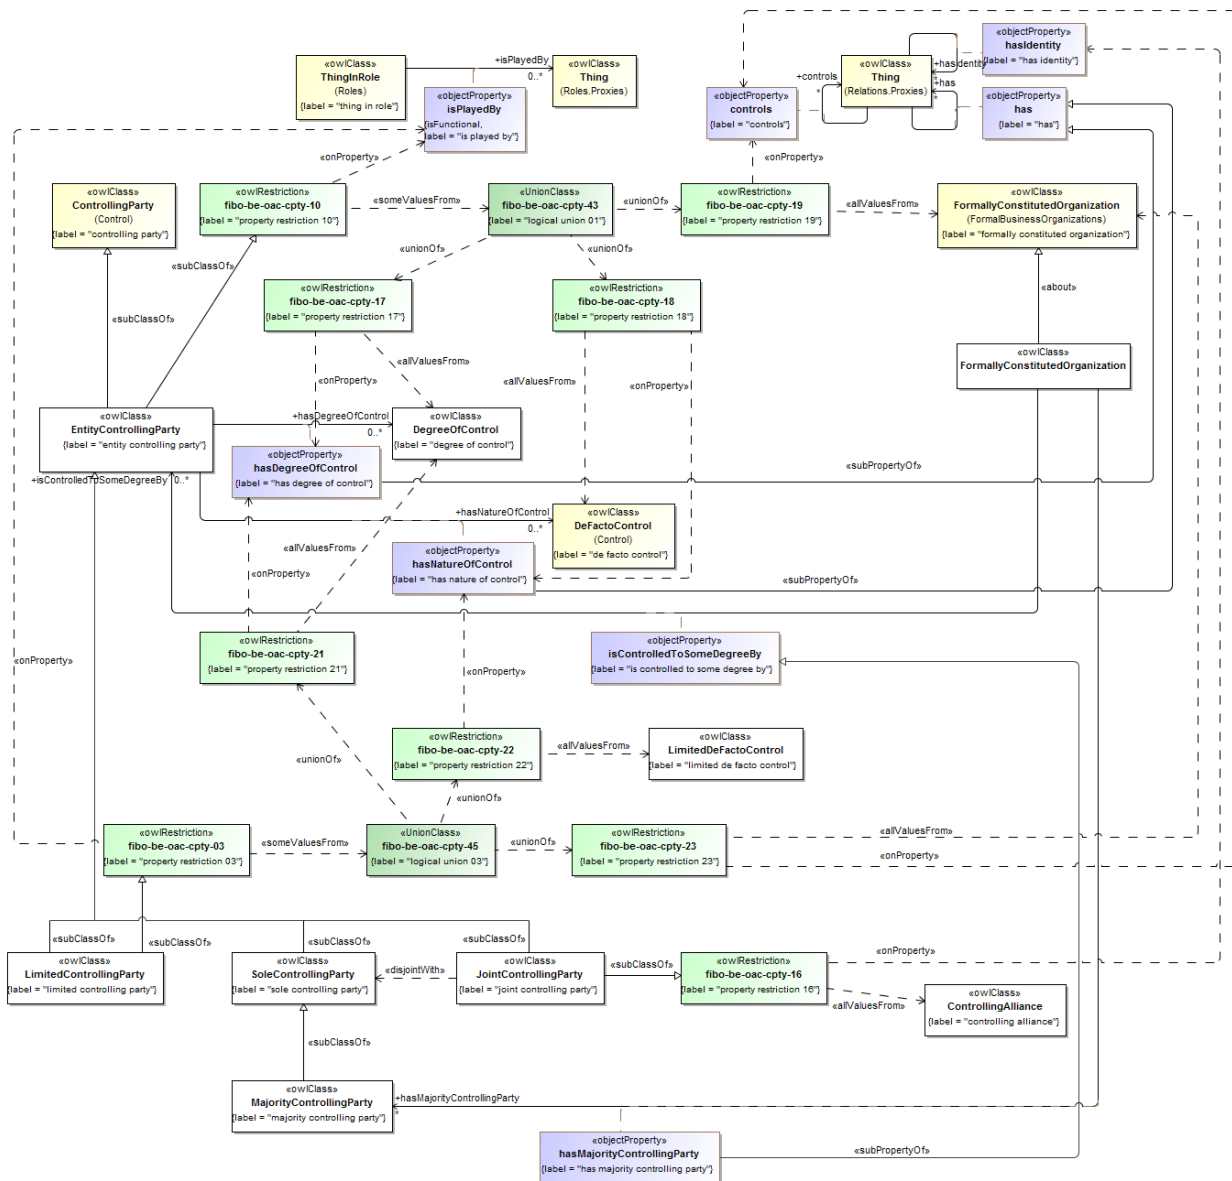 «owlClass»
ThingInRole
(Roles)
{label = "thing in role"}
+isPlayedBy
0..*
«owlClass»
Thing
(Roles.Proxies)
«objectProperty»
isPlayedBy
{isFunctional,
label = "is played by"}
«objectProperty»
controls
{label = "controls"}
+controls
*
«owlClass»
Thing
(Relations.Proxies)
+hasIdentity
*
+has
*
«objectProperty»
hasIdentity
{label = "has identity"}
«objectProperty»
has
{label = "has"}
«onProperty»
«onProperty»
«owlClass»
ControllingParty
(Control)
{label = "controlling party"}
«owlRestriction»
fibo-be-oac-cpty-10
{label = "property restriction 10"}
«someValuesFrom»
«UnionClass»
fibo-be-oac-cpty-43
{label = "logical union 01"}
«unionOf»
«owlRestriction»
fibo-be-oac-cpty-19
{label = "property restriction 19"}
«allValuesFrom»
«owlClass»
FormallyConstitutedOrganization
(FormalBusinessOrganizations)
{label = "formally constituted organization"}
«unionOf»
«unionOf»
«subClassOf»
«owlRestriction»
fibo-be-oac-cpty-17
{label = "property restriction 17"}
«owlRestriction»
fibo-be-oac-cpty-18
{label = "property restriction 18"}
«about»
«subClassOf»
«allValuesFrom»
«onProperty»
«allValuesFrom»
«onProperty»
«owlClass»
FormallyConstitutedOrganization
«owlClass»
EntityControllingParty
{label = "entity controlling party"}
+hasDegreeOfControl
0..*
«owlClass»
DegreeOfControl
{label = "degree of control"}
«objectProperty»
hasDegreeOfControl
{label = "has degree of control"}
«subPropertyOf»
+isControlledToSomeDegreeBy
0..*
+hasNatureOfControl
0..*
«owlClass»
DeFactoControl
(Control)
{label = "de facto control"}
«allValuesFrom»
«objectProperty»
hasNatureOfControl
{label = "has nature of control"}
«onProperty»
«subPropertyOf»
«owlRestriction»
fibo-be-oac-cpty-21
{label = "property restriction 21"}
«objectProperty»
isControlledToSomeDegreeBy
{label = "is controlled to some degree by"}
«onProperty»
«onProperty»
«owlRestriction»
fibo-be-oac-cpty-22
{label = "property restriction 22"}
«allValuesFrom»
«owlClass»
LimitedDeFactoControl
{label = "limited de facto control"}
«unionOf»
«unionOf»
«owlRestriction»
fibo-be-oac-cpty-03
{label = "property restriction 03"}
«someValuesFrom»
«UnionClass»
fibo-be-oac-cpty-45
{label = "logical union 03"}
«unionOf»
«owlRestriction»
fibo-be-oac-cpty-23
{label = "property restriction 23"}
«allValuesFrom»
«onProperty»
«subClassOf»
«subClassOf»
«subClassOf»
«subClassOf»
«owlClass»
LimitedControllingParty
{label = "limited controlling party"}
«owlClass»
SoleControllingParty
{label = "sole controlling party"}
«disjointWith»
«owlClass»
JointControllingParty
{label = "joint controlling party"}
«subClassOf»
«owlRestriction»
fibo-be-oac-cpty-16
{label = "property restriction 16"}
«onProperty»
«allValuesFrom»
«owlClass»
ControllingAlliance
{label = "controlling alliance"}
«subClassOf»
«owlClass»
MajorityControllingParty
{label = "majority controlling party"}
+hasMajorityControllingParty
*
«objectProperty»
hasMajorityControllingParty
{label = "has majority controlling party"}
«subPropertyOf»